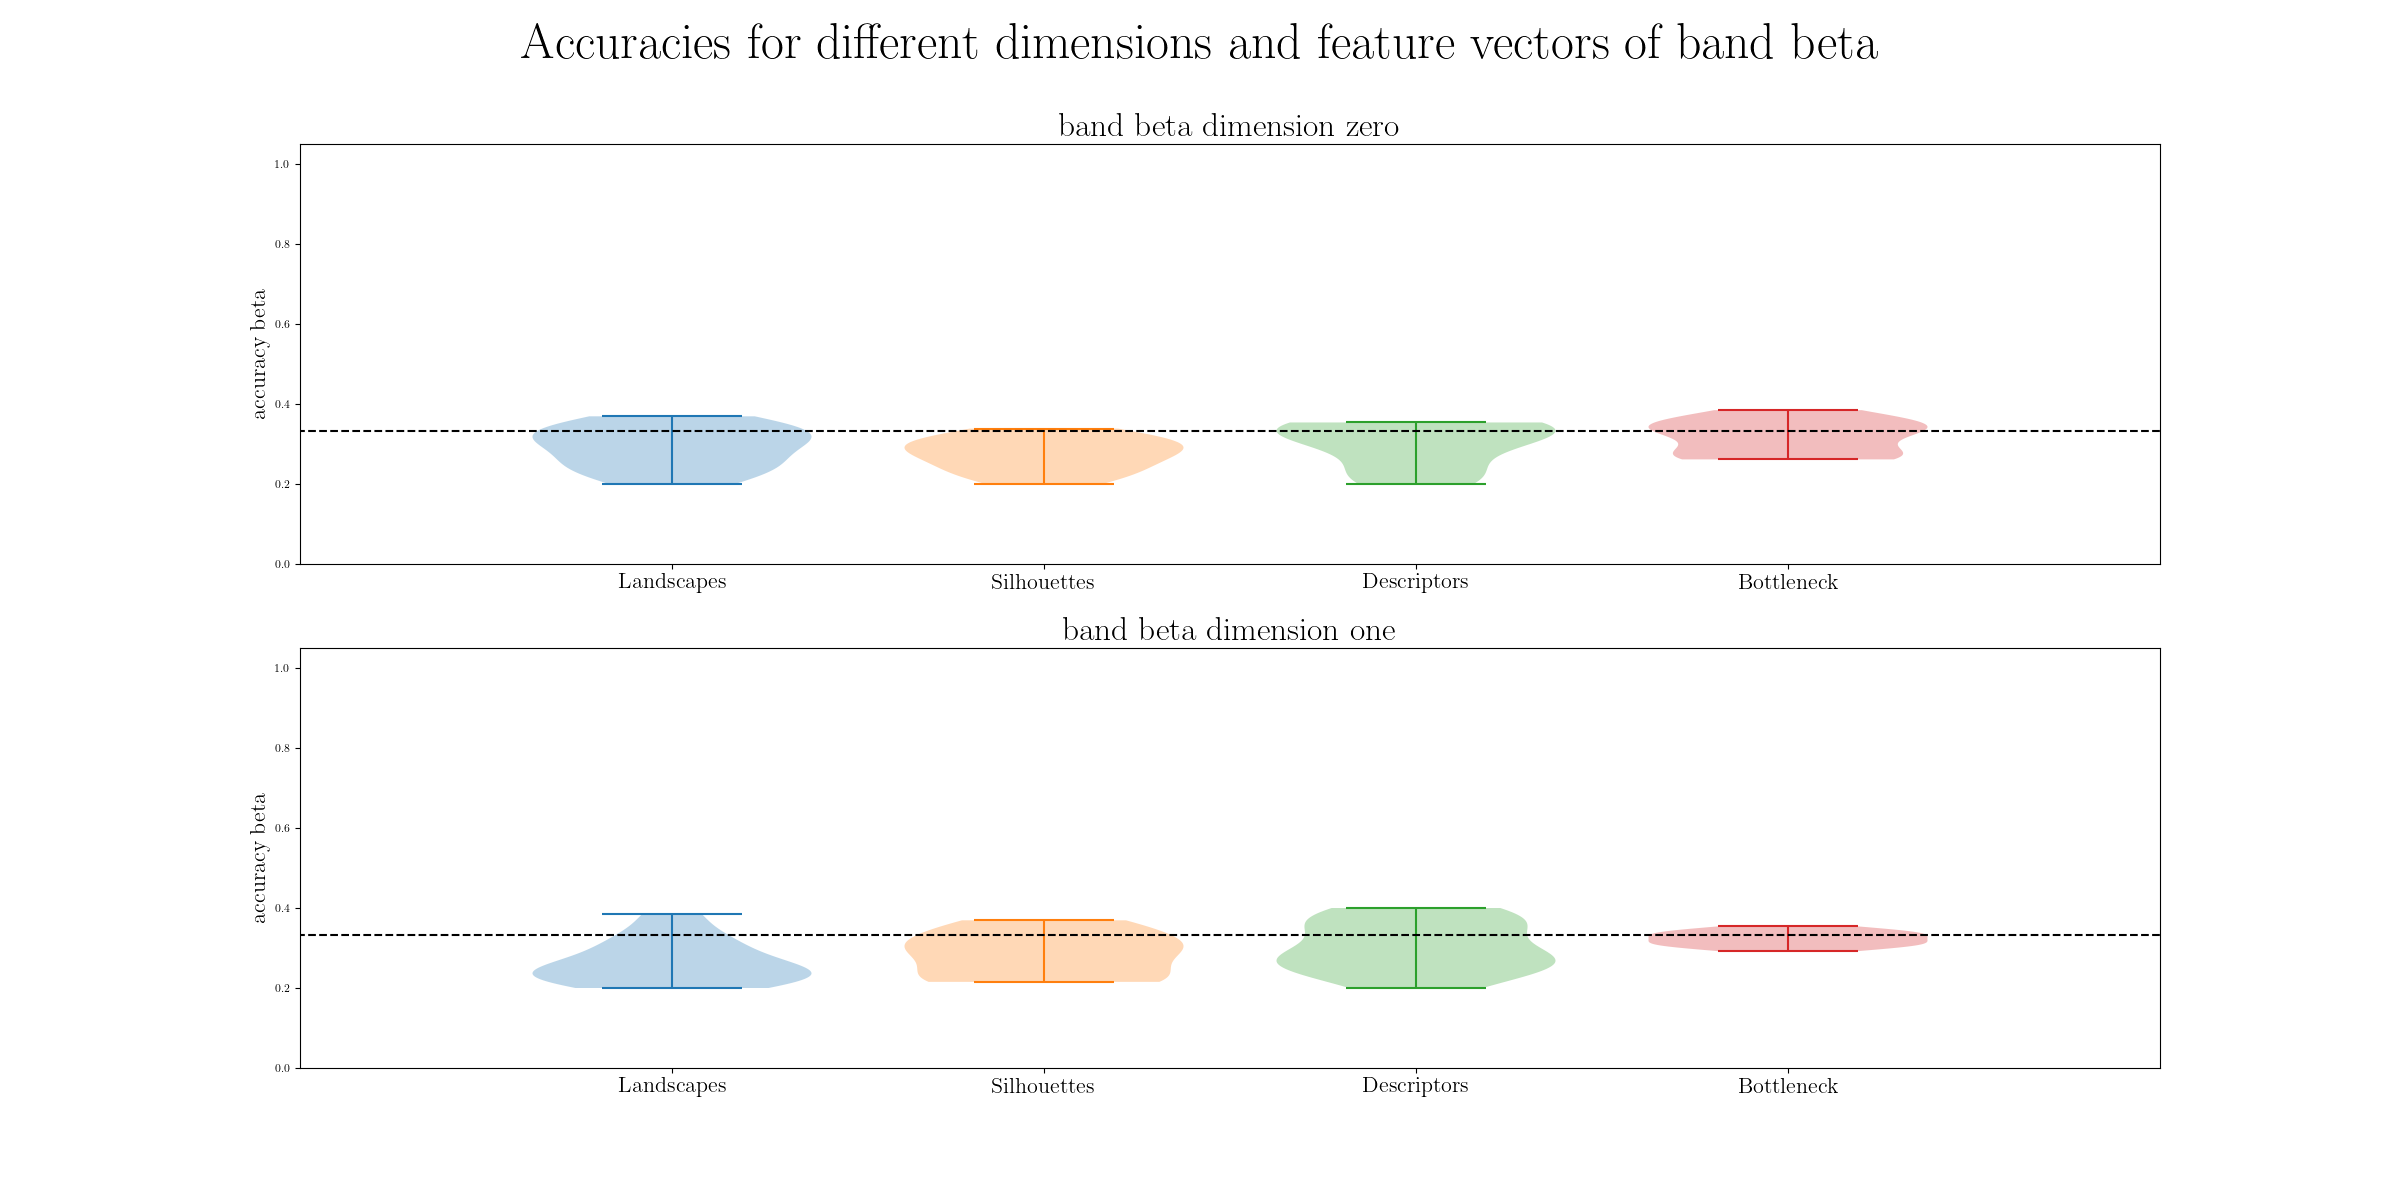 Accuracies for different dimensions and feature vectors of band beta
band beta dimension zero
accuracy beta
1.0
0.8
0.6
0.4
0.2
0.0
Landscapes Silhouettes Descriptors Bottleneck
band beta dimension one
accuracy beta
1.0
0.8
0.6
0.4
0.2
0.0
Landscapes Silhouettes Descriptors Bottleneck